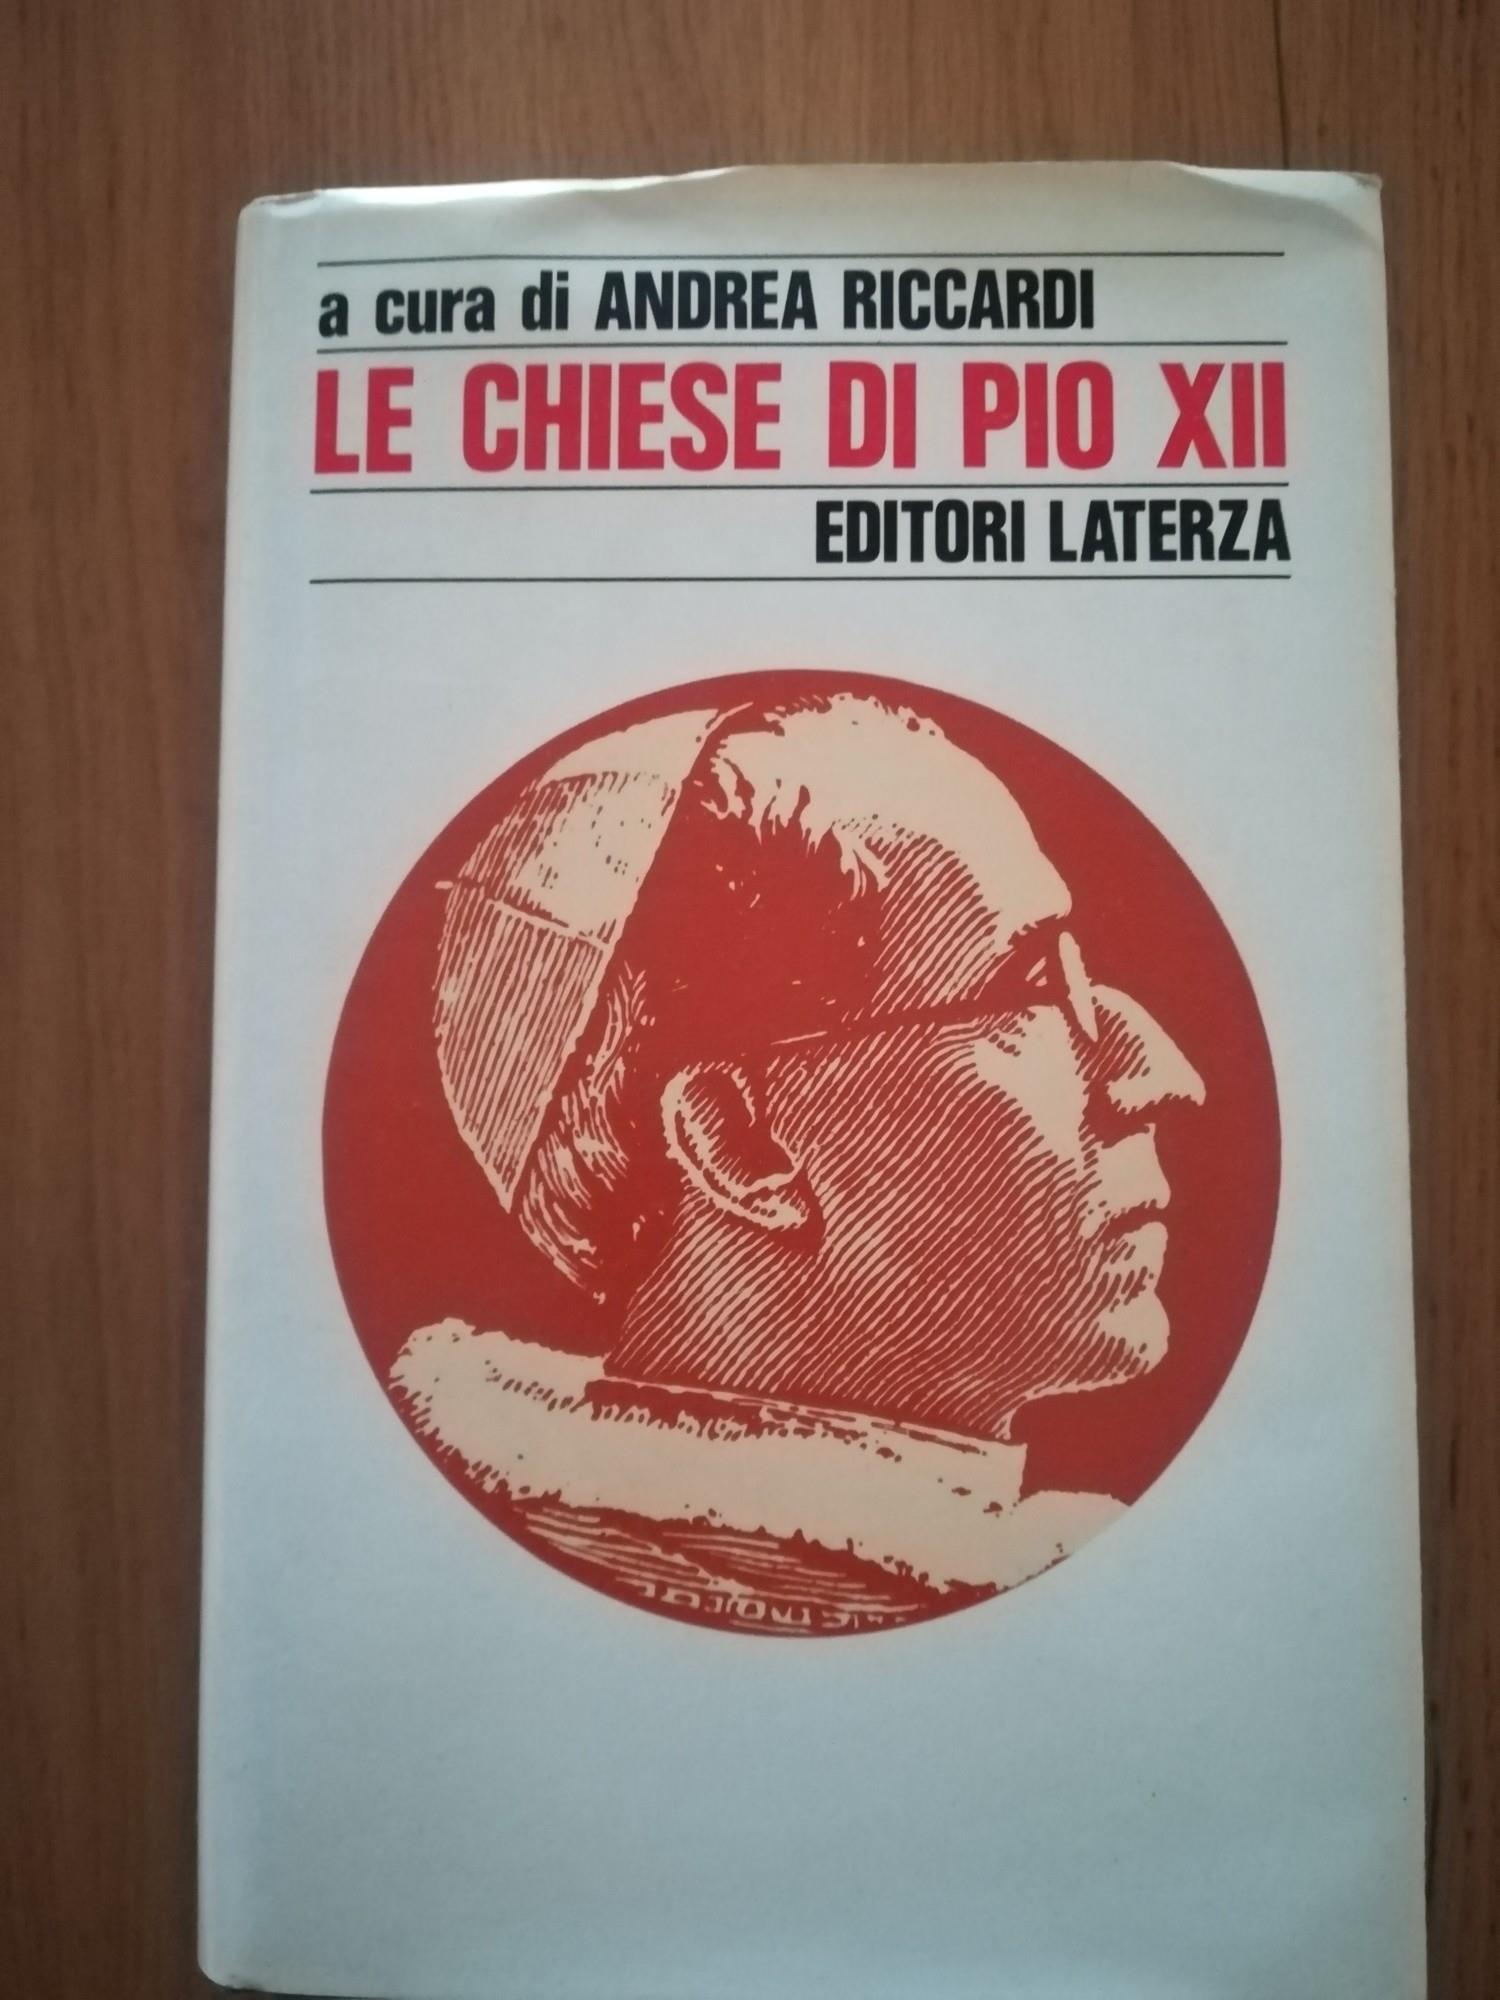 a cura di ANDREA RICCARDI
LE CHIESE DI PIO XII
EDITORI LATERZA